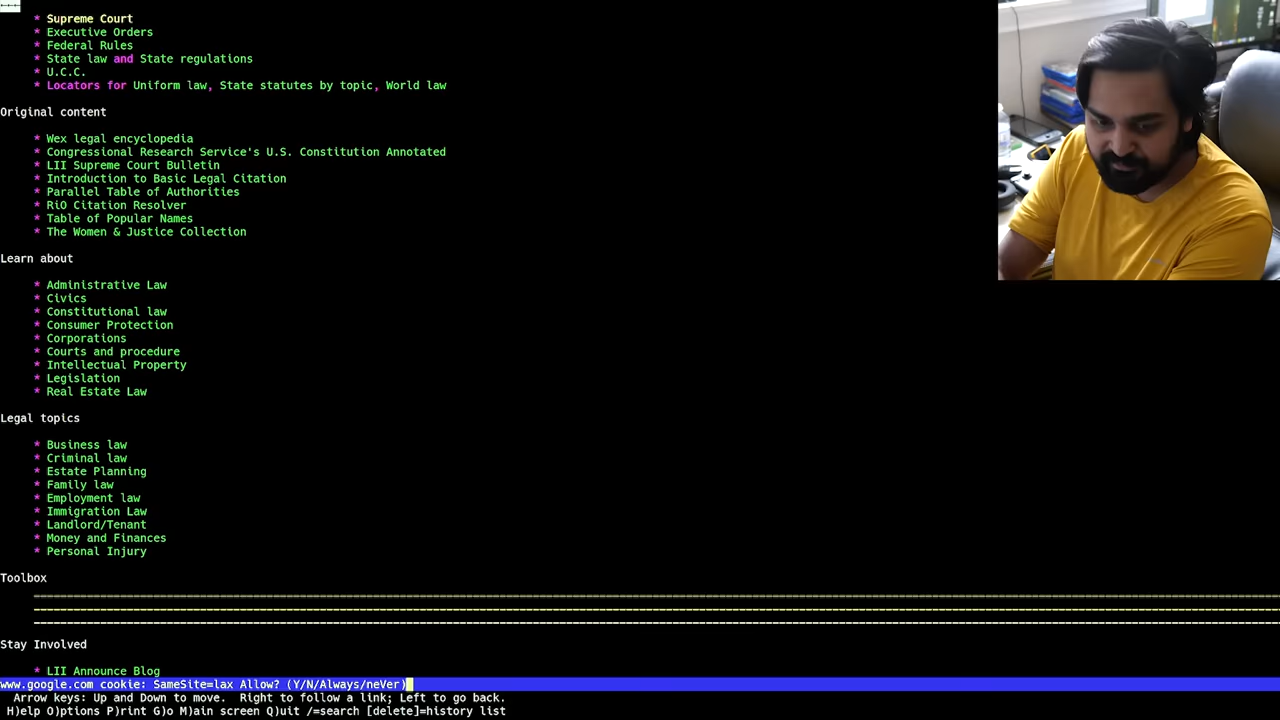 ←←←
* Supreme Court
* Executive Orders
* Federal Rules
* State law and State regulations
* U.C.C.
* Locators for Uniform law, State statutes by topic, World law
Original content
* Wex legal encyclopedia
* Congressional Research Service's U.S. Constitution Annotated
* LII Supreme Court Bulletin
* Introduction to Basic Legal Citation
* Parallel Table of Authorities
* RiO Citation Resolver
* Table of Popular Names
* The Women & Justice Collection
Learn about
* Administrative Law
* Civics
* Constitutional law
* Consumer Protection
* Corporations
* Courts and procedure
* Intellectual Property
* Legislation
* Real Estate Law
Legal topics
* Business law
* Criminal law
* Estate Planning
* Family law
* Employment law
* Immigration Law
* Landlord/Tenant
* Money and Finances
* Personal Injury
Toolbox
Stay Involved
* LII Announce Blog
www.google.com cookie: SameSite=lax Allow? (Y/N/Always/neVer)
Arrow keys: Up and Down to move. Right to follow a link; Left to go back.
H)elp O)ptions P)rint G)o M)ain screen Q)uit /=search [delete]=history list